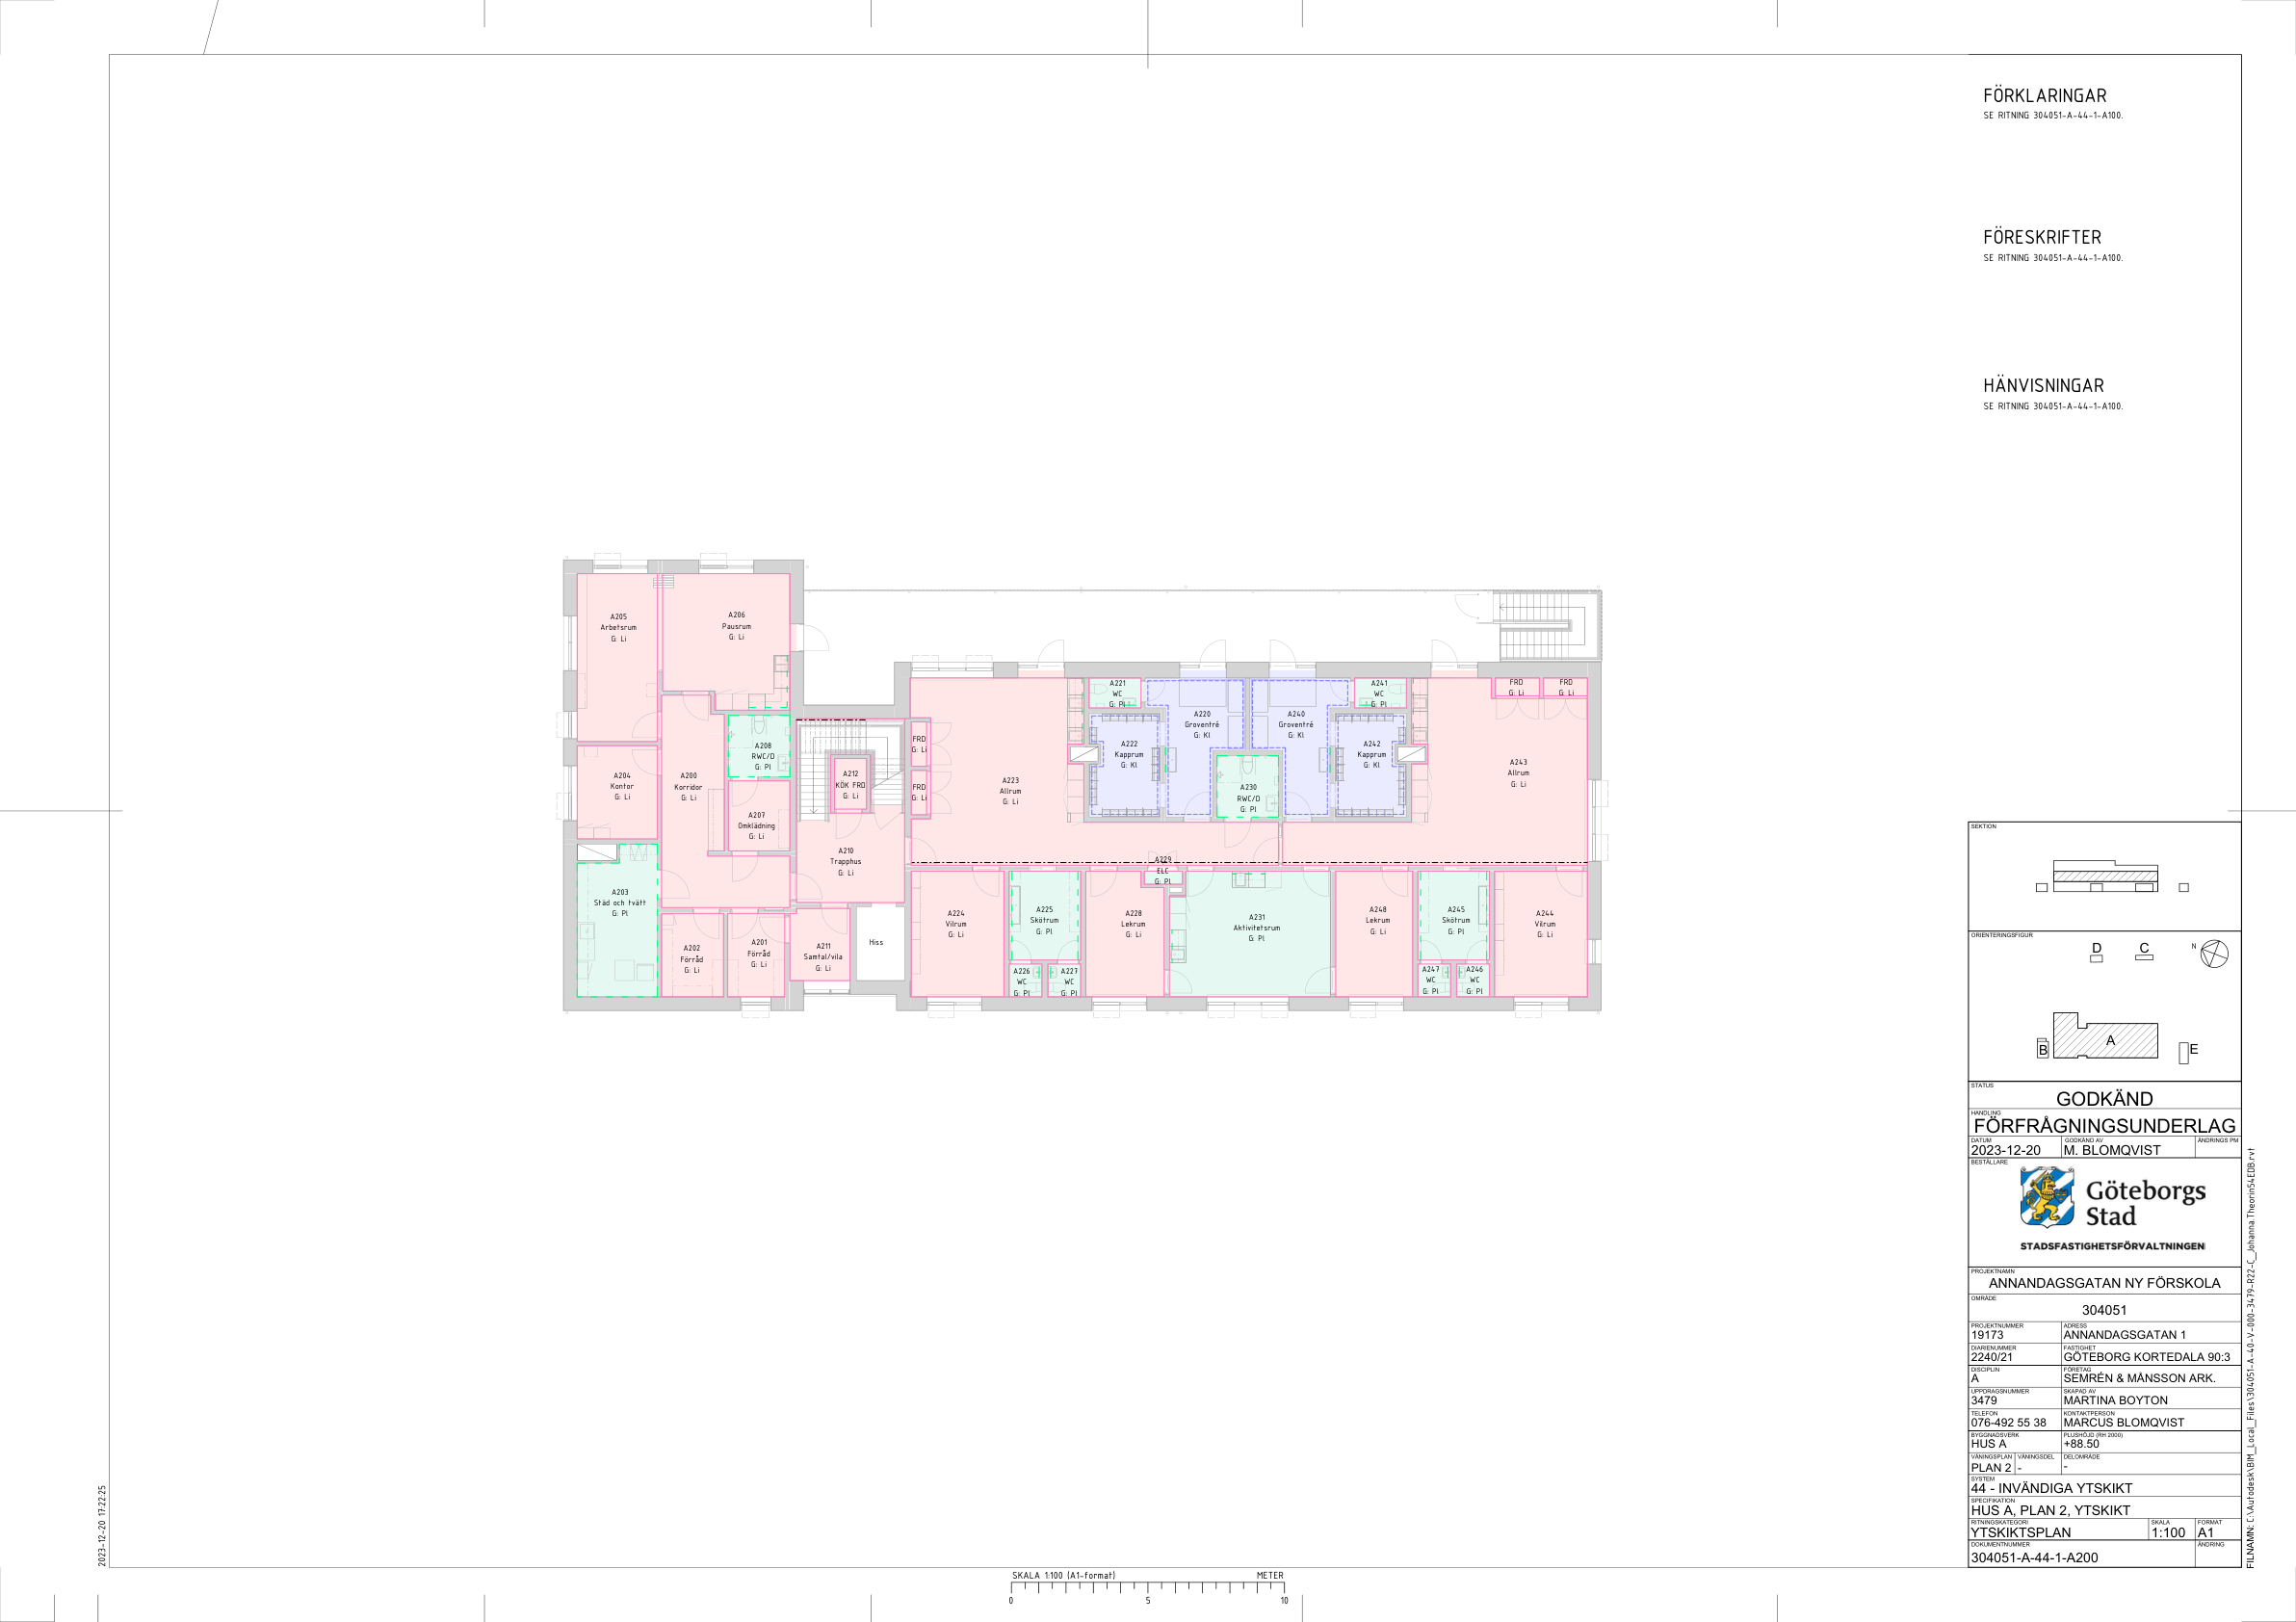 FÖRKLARINGAR
SE RITNING 304051-A-44-1-A100.
FÖRESKRIFTER
SE RITNING 304051-A-44-1-A100.
HÄNVISNINGAR
SE RITNING 304051-A-44-1-A100.
A205
Arbetsrum
G: Li
A206
Pausrum
G: Li
A204
Kontor
G: Li
A200
Korridor
G: Li
A208
RWC/D
G: Pl
A207
Omklädning
G: Li
A203
Städ och tvätt
G: Pl
A202
Förråd
G: Li
A201
Förråd
G: Li
A212
KÖK FRD
G: Li
A210
Trapphus
G: Li
A211
Samtal/vila
G: Li
Hiss
FRD
G: Li
FRD
G: Li
A223
Allrum
G: Li
A221
WC
G: Pl
A222
Kapprum
G: Kl
A220
Groventré
G: Kl
A240
Groventré
G: Kl
A230
RWC/D
G: Pl
A241
WC
G: Pl
A242
Kapprum
G: Kl
A243
Allrum
G: Li
FRD
G: Li
FRD
G: Li
A224
Vilrum
G: Li
A225
Skötrum
G: Pl
A226
WC
G: Pl
A227
WC
G: Pl
A228
Lekrum
G: Li
A229
ELC
G: Pl
A231
Aktivitetsrum
G: Pl
A248
Lekrum
G: Li
A245
Skötrum
G: Pl
A247
WC
G: Pl
A246
WC
G: Pl
A244
Vilrum
G: Li
SEKTION
ORIENTERINGSFIGUR
D
C
N
A
B
E
STATUS
GODKÄND
HANDLING
FÖRFRÅGNINGSUNDERLAG
DATUM GODKÄND AV ÄNDRINGS PM
2023-12-20 M. BLOMQVIST
BESTÄLLARE
Göteborgs
Stad
STADSFASTIGHETSFÖRVALTNINGEN
PROJEKTNAMN
ANNANDAGSGATAN NY FÖRSKOLA
OMRÅDE
304051
PROJEKTNUMMER ADRESS
19173 ANNANDAGSGATAN 1
DIARIENUMMER FASTIGHET
2240/21 GÖTEBORG KORTEDALA 90:3
DISCIPLIN FÖRETAG
A SEMRÉN & MÅNSSON ARK.
UPPDRAGSNUMMER SKAPAD AV
3479 MARTINA BOYTON
TELEFON KONTAKTPERSON
076-492 55 38 MARCUS BLOMQVIST
BYGGNADSVERK PLUSHÖJD (RH 2000)
HUS A +88.50
VÅNINGSPLAN VÅNINGSDEL DELOMRÅDE
PLAN 2 - -
SYSTEM
44 - INVÄNDIGA YTSKIKT
SPECIFIKATION
HUS A, PLAN 2, YTSKIKT
RITNINGSKATEGORI SKALA FORMAT
YTSKIKTSPLAN 1:100 A1
DOKUMENTNUMMER ÄNDRING
304051-A-44-1-A200
FILNAMN: C:\Autodesk\BIM_Local_Files\304051-A-40-V-000-3479-R22-C_Johanna.Theorin54EDB.rvt
2023-12-20 17:22:25
SKALA 1:100 (A1-format) METER
0 5 10